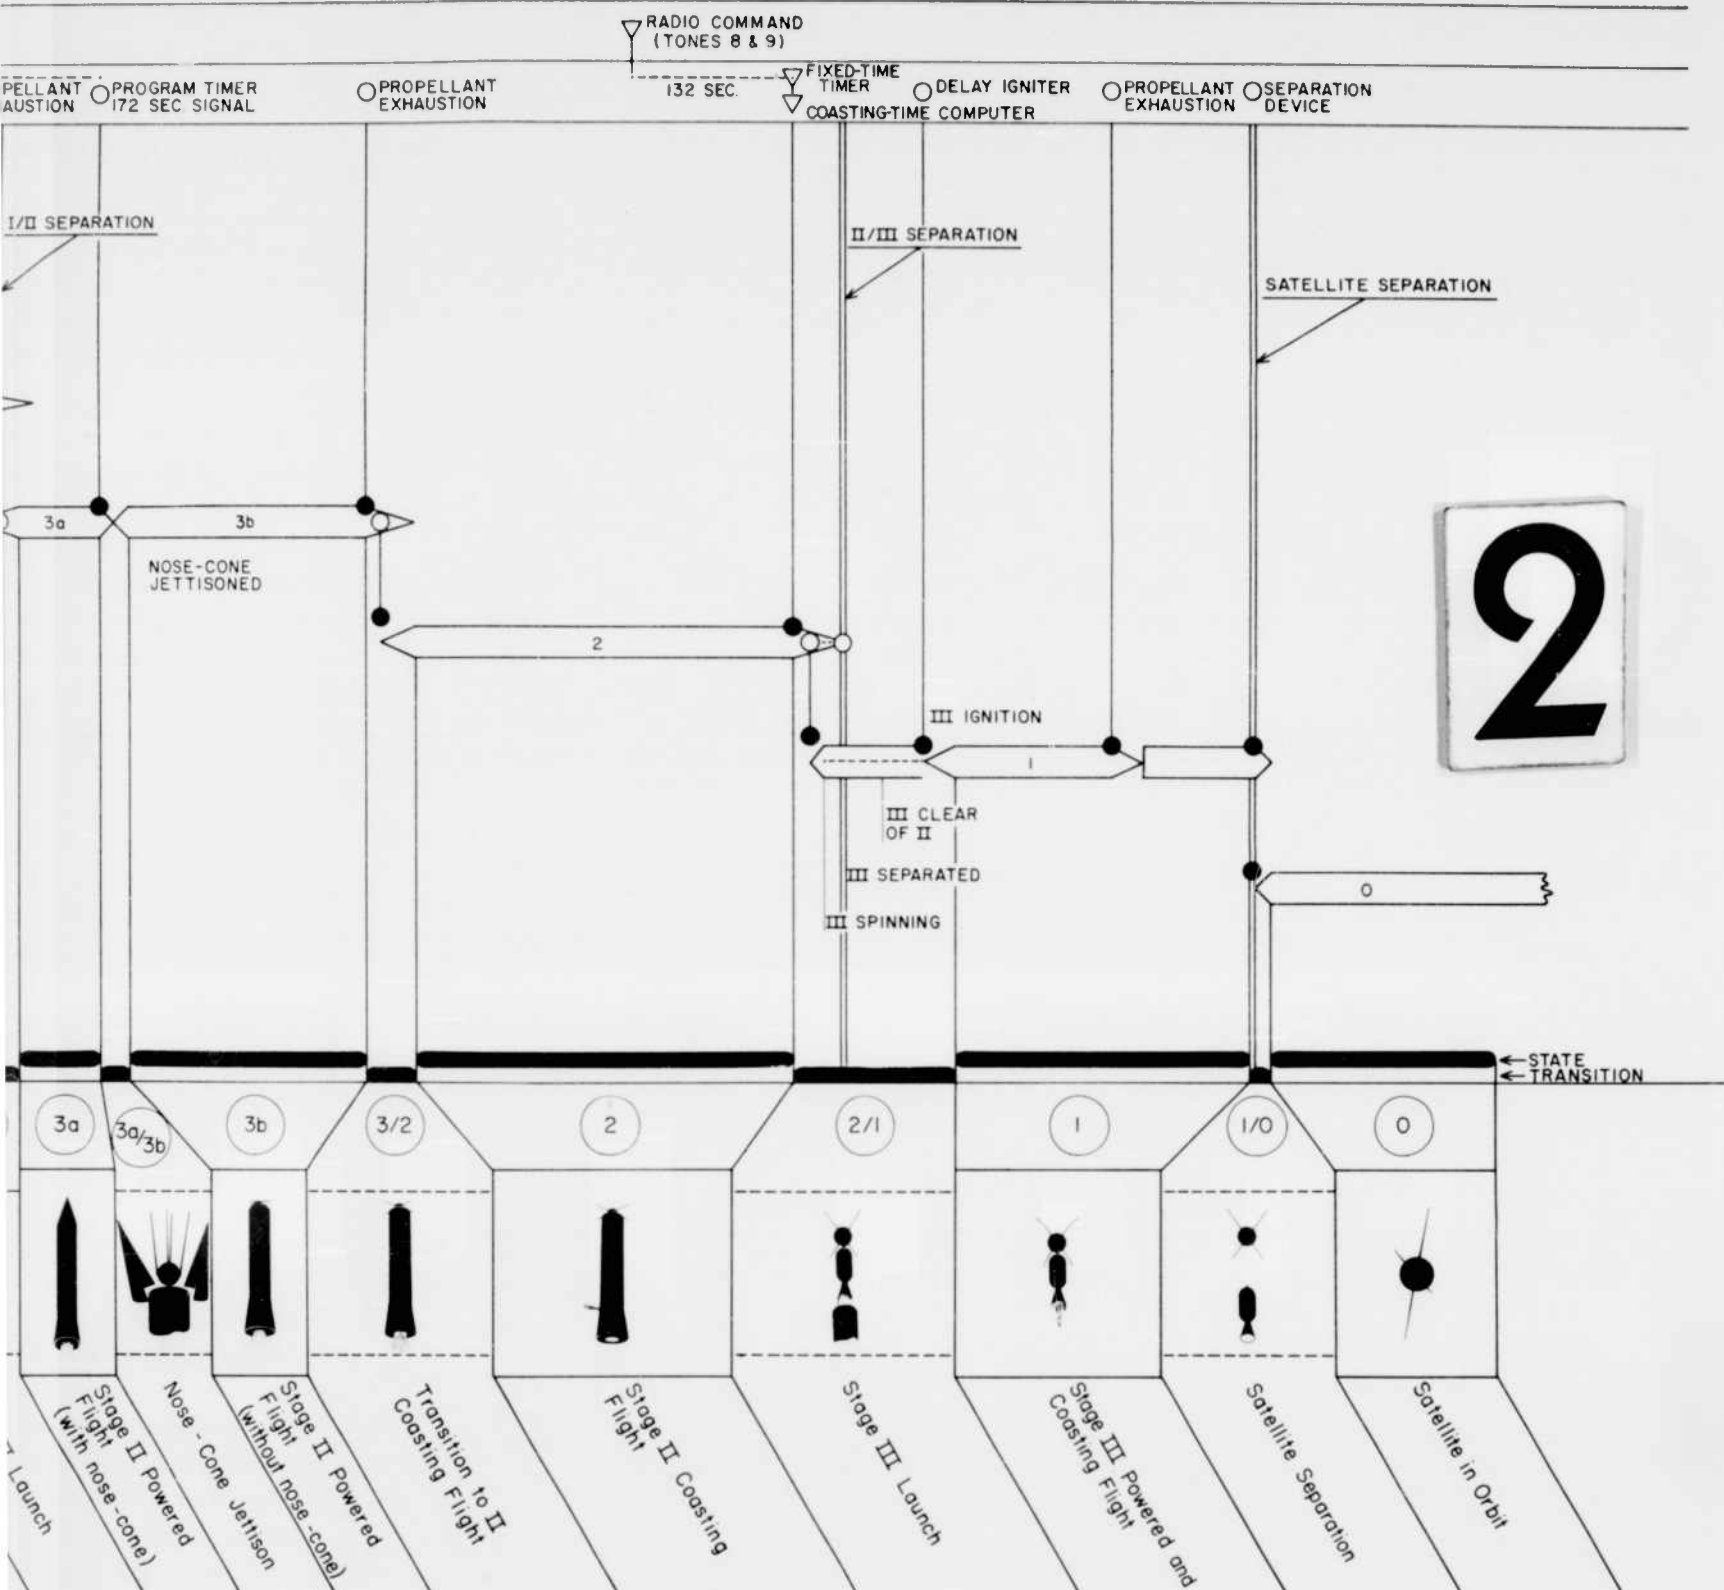 RADIO COMMAND
(TONES 8 & 9)
PELLANT
AUSTION
PROGRAM TIMER
172 SEC. SIGNAL
PROPELLANT
EXHAUSTION
132 SEC.
FIXED-TIME
TIMER
COASTING-TIME COMPUTER
DELAY IGNITER
PROPELLANT
EXHAUSTION
SEPARATION
DEVICE
I/II SEPARATION
II/III SEPARATION
SATELLITE SEPARATION
3a
3b
NOSE-CONE
JETTISONED
2
2
III IGNITION
1
III CLEAR
OF II
III SEPARATED
0
III SPINNING
STATE
TRANSITION
3a
3a/3b
3b
3/2
2
2/1
1
1/0
0
Launch
Stage II Powered
Flight
(with nose-cone)
Nose-Cone Jettison
Stage II Powered
Flight
(without nose-cone)
Transition to II
Coasting Flight
Stage II Coasting
Flight
Stage III Launch
Stage III Powered and
Coasting Flight
Satellite Separation
Satellite in Orbit